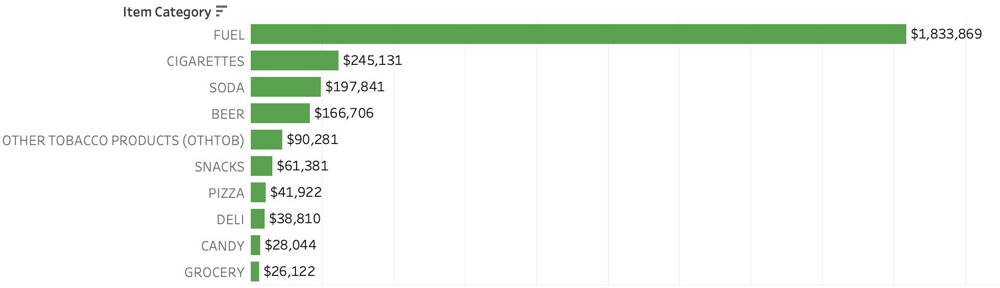 Item Category
FUEL $1,833,869
CIGARETTES $245,131
SODA $197,841
BEER $166,706
OTHER TOBACCO PRODUCTS (OTHTOB) $90,281
SNACKS $61,381
PIZZA $41,922
DELI $38,810
CANDY $28,044
GROCERY $26,122